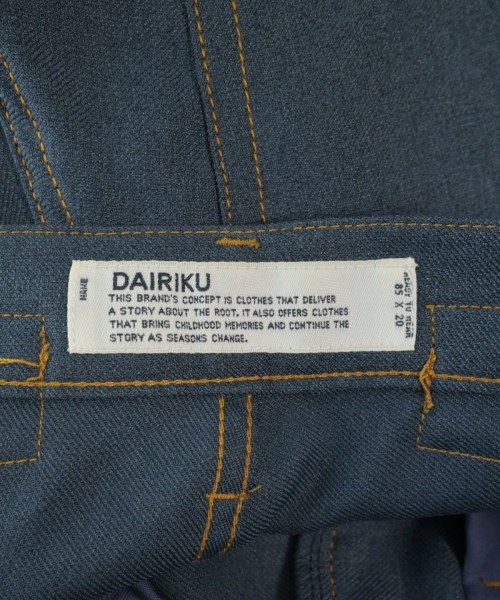 NAME
DAIRIKU
THIS BRAND'S CONCEPT IS CLOTHES THAT DELIVER
A STORY ABOUT THE ROOT. IT ALSO OFFERS CLOTHES
THAT BRING CHILDHOOD MEMORIES AND CONTINUE THE
STORY AS SEASONS CHANGE.
READY TO WEAR
85 X 20